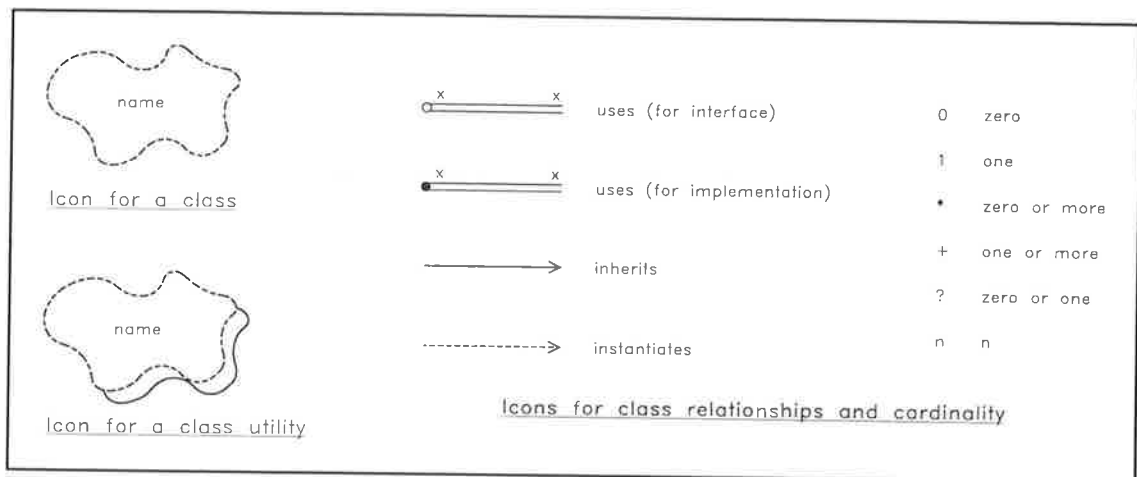 name
Icon for a class
name
Icon for a class utility
x x
uses (for interface)
x x
uses (for implementation)
inherits
instantiates
0 zero
1 one
• zero or more
+ one or more
? zero or one
n n
Icons for class relationships and cardinality